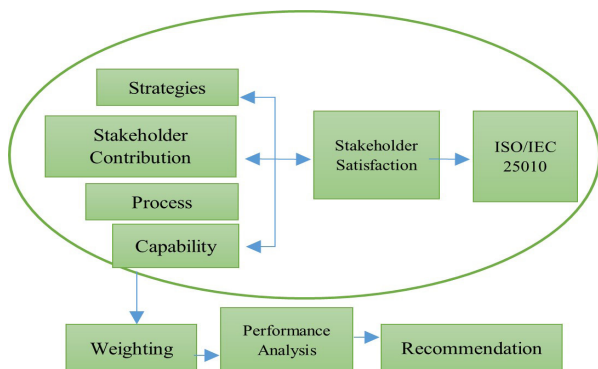 Strategies
Stakeholder
Contribution
Process
Capability
Stakeholder
Satisfaction
ISO/IEC
25010
Weighting
Performance
Analysis
Recommendation